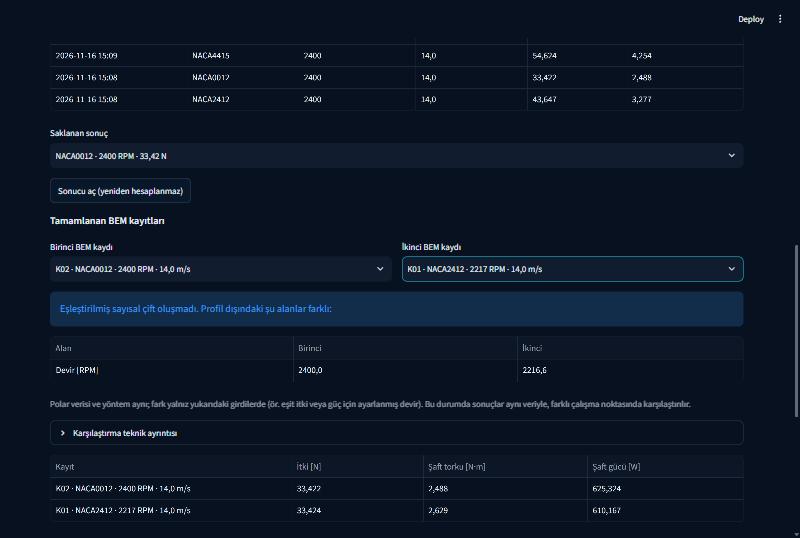 Deploy
2026-11-16 15:09 NACA4415 2400 14,0 54,624 4,254
2026-11-16 15:08 NACA0012 2400 14,0 33,422 2,488
2026-11-16 15:08 NACA2412 2400 14,0 43,647 3,277
Saklanan sonuç
NACA0012 · 2400 RPM · 33,42 N
Sonucu aç (yeniden hesaplanmaz)
Tamamlanan BEM kayıtları
Birinci BEM kaydı İkinci BEM kaydı
K02 · NACA0012 · 2400 RPM · 14,0 m/s K01 · NACA2412 · 2217 RPM · 14,0 m/s
Eşleştirilmiş sayısal çift oluşmadı. Profil dışındaki şu alanlar farklı:
Alan Birinci İkinci
Devir [RPM] 2400,0 2216,6
Polar verisi ve yöntem aynı; fark yalnız yukarıdaki girdilerde (ör. eşit itki veya güç için ayarlanmış devir). Bu durumda sonuçlar aynı veriyle, farklı çalışma noktasında karşılaştırılır.
Karşılaştırma teknik ayrıntısı
Kayıt İtki [N] Şaft torku [N·m] Şaft gücü [W]
K02 · NACA0012 · 2400 RPM · 14,0 m/s 33,422 2,488 625,324
K01 · NACA2412 · 2217 RPM · 14,0 m/s 33,424 2,629 610,167